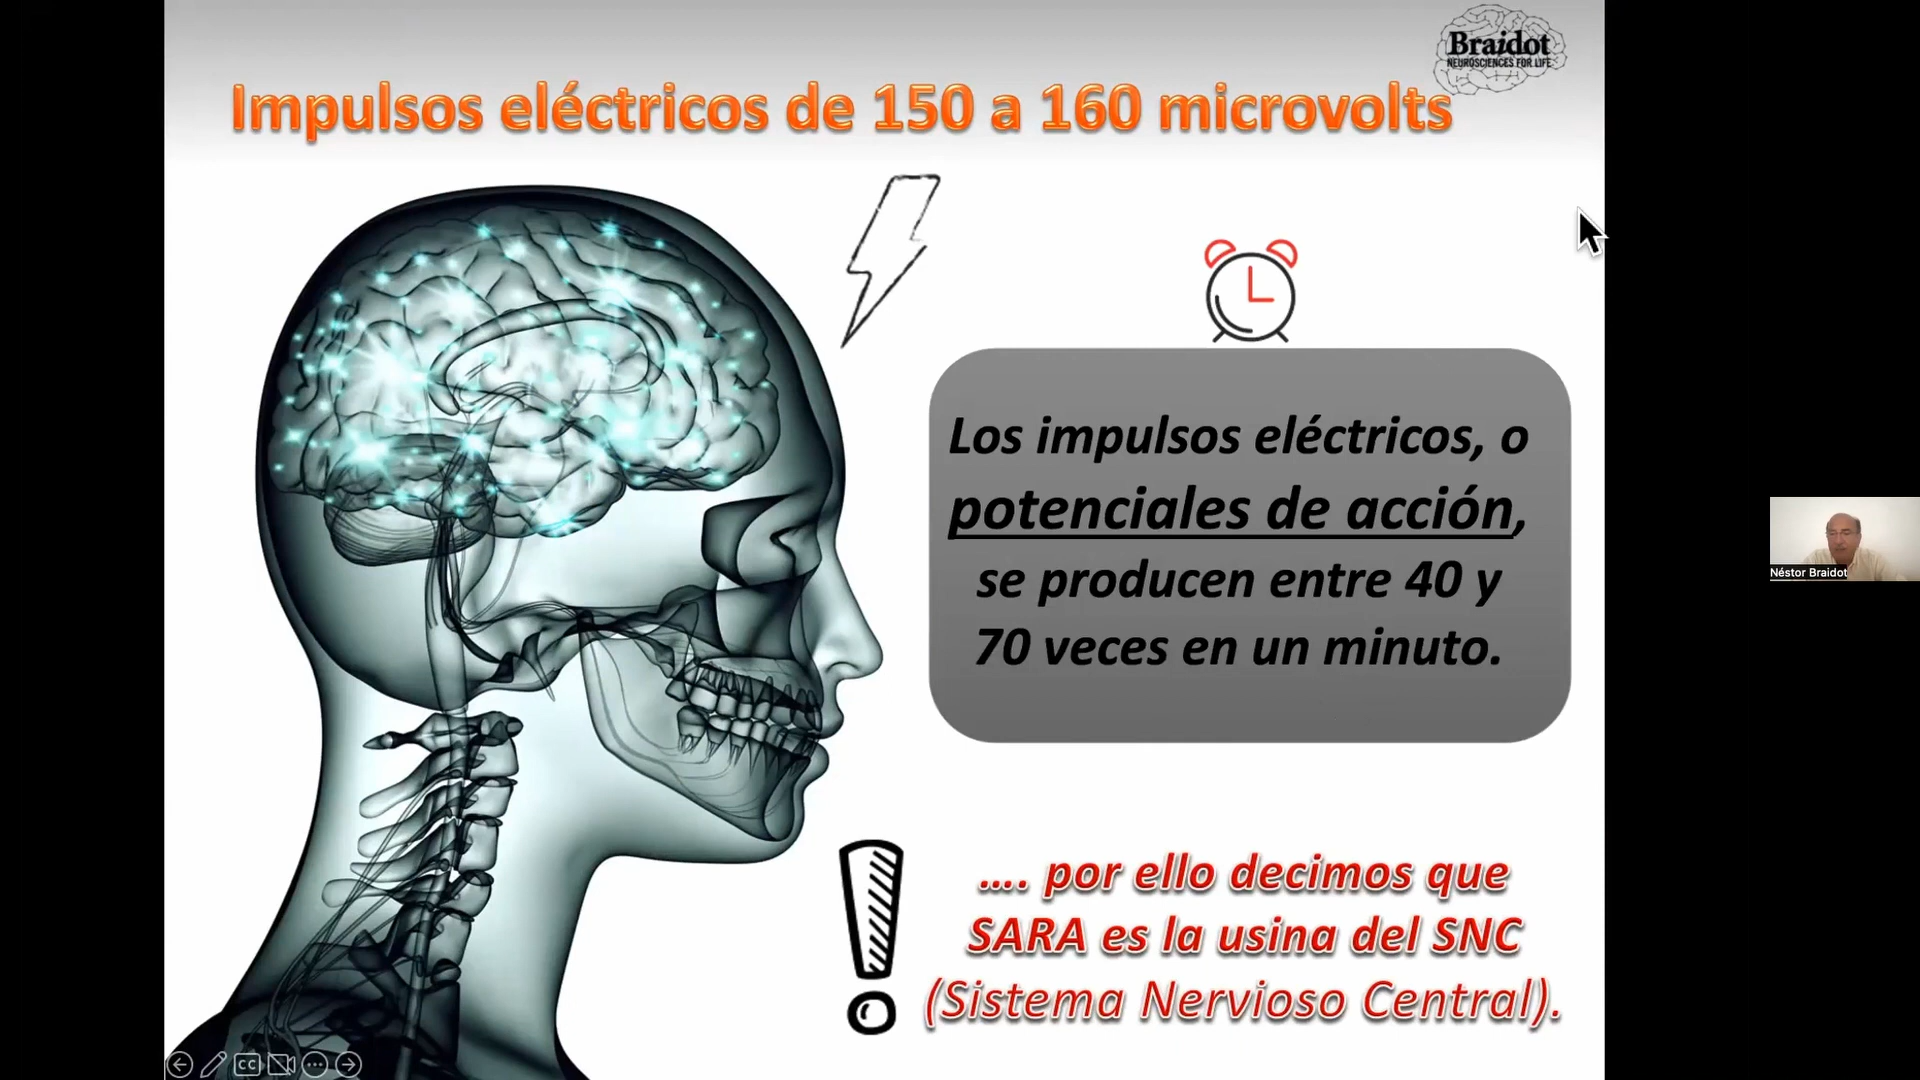 Braidot
NEUROSCIENCES FOR LIFE
Impulsos eléctricos de 150 a 160 microvolts
Los impulsos eléctricos, o
potenciales de acción,
se producen entre 40 y
70 veces en un minuto.
Néstor Braidot
.... por ello decimos que
SARA es la usina del SNC
(Sistema Nervioso Central).
CC